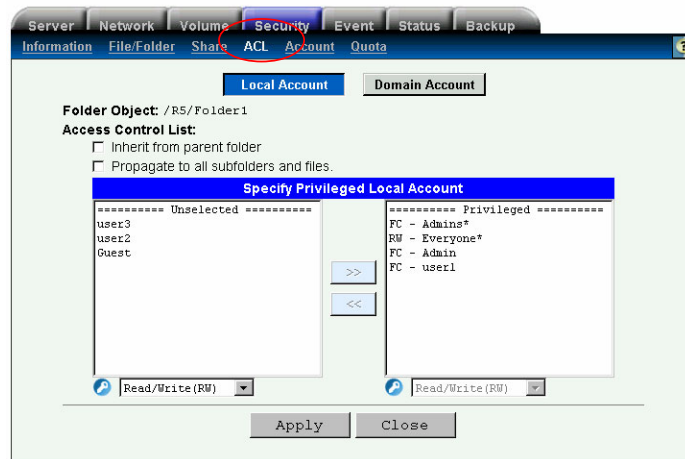 Server Network Volume Security Event Status Backup
Information File/Folder Share ACL Account Quota ?
Local Account Domain Account
Folder Object: /R5/Folder1
Access Control List:
Inherit from parent folder
Propagate to all subfolders and files.
Specify Privileged Local Account
========== Unselected ==========
user3
user2
Guest
========== Privileged ==========
FC - Admins*
RW - Everyone*
FC - Admin
FC - user1
>>
<<
Read/Write(RW) Read/Write(RW)
Apply Close